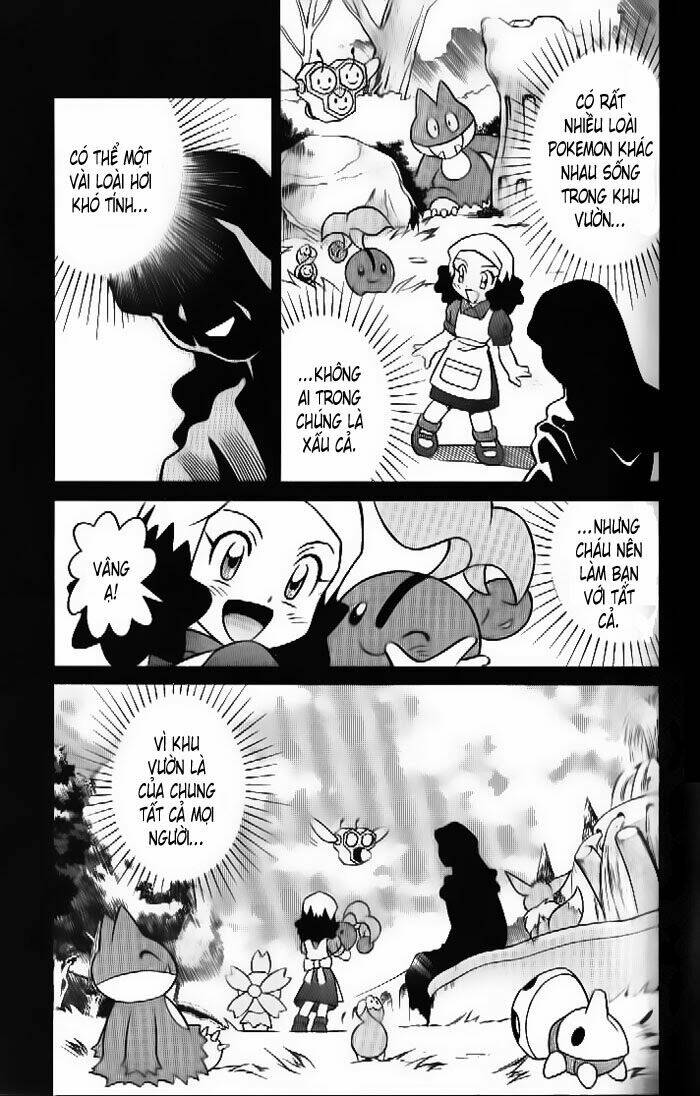 CÓ RẤT
NHIỀU LOÀI
POKEMON KHÁC
NHAU SỐNG
TRONG KHU
VƯỜN...
CÓ THỂ MỘT
VÀI LOÀI HƠI
KHÓ TÍNH...
...KHÔNG
AI TRONG
CHÚNG LÀ
XẤU CẢ.
...NHƯNG
CHÁU NÊN
LÀM BẠN
VỚI TẤT
CẢ.
VÂNG
Ạ!
VÌ KHU
VƯỜN LÀ
CỦA CHUNG
TẤT CẢ MỌI
NGƯỜI...